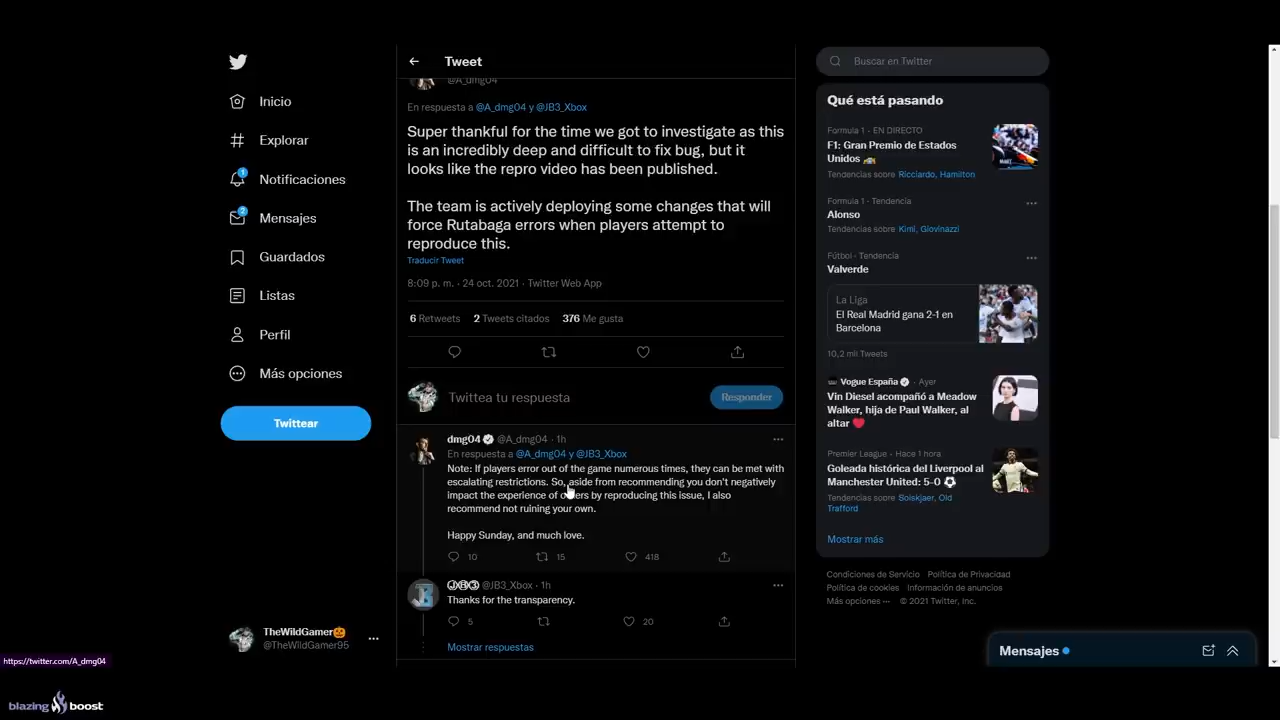 Tweet
Buscar en Twitter
@A_dmg04
En respuesta a @A_dmg04 y @JB3_Xbox
Super thankful for the time we got to investigate as this
is an incredibly deep and difficult to fix bug, but it
looks like the repro video has been published.
The team is actively deploying some changes that will
force Rutabaga errors when players attempt to
reproduce this.
Traducir Tweet
8:09 p. m. · 24 oct. 2021 · Twitter Web App
6 Retweets 2 Tweets citados 376 Me gusta
Twittea tu respuesta
Responder
dmg04 @A_dmg04 · 1h
En respuesta a @A_dmg04 y @JB3_Xbox
Note: If players error out of the game numerous times, they can be met with
escalating restrictions. So, aside from recommending you don't negatively
impact the experience of others by reproducing this issue, I also
recommend not ruining your own.
Happy Sunday, and much love.
10 15 418
JB3 @JB3_Xbox · 1h
Thanks for the transparency.
5 20
Mostrar respuestas
Inicio
Explorar
1
Notificaciones
2
Mensajes
Guardados
Listas
Perfil
Más opciones
Twittear
TheWildGamer🎃
@TheWildGamer95
Qué está pasando
Formula 1 · EN DIRECTO
F1: Gran Premio de Estados
Unidos
Tendencias sobre Ricciardo, Hamilton
Formula 1 · Tendencia
Alonso
Tendencias sobre Kimi, Giovinazzi
Fútbol · Tendencia
Valverde
La Liga
El Real Madrid gana 2-1 en
Barcelona
10,2 mil Tweets
Vogue España · Ayer
Vin Diesel acompañó a Meadow
Walker, hija de Paul Walker, al
altar ❤️
Premier League · Hace 1 hora
Goleada histórica del Liverpool al
Manchester United: 5-0 ⚽
Tendencias sobre Solskjaer, Old
Trafford
Mostrar más
Condiciones de Servicio Política de Privacidad
Política de cookies Información de anuncios
Más opciones ··· © 2021 Twitter, Inc.
Mensajes
https://twitter.com/A_dmg04
blazing boost